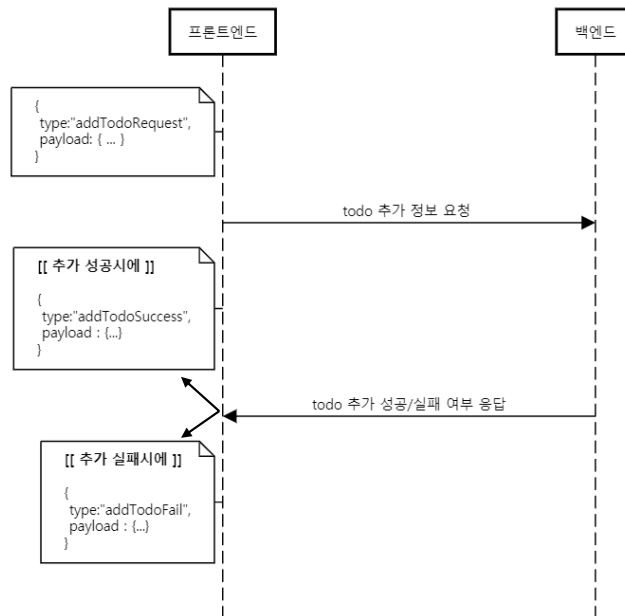 프론트엔드
백엔드
{
type:"addTodoRequest",
payload: { ... }
}
todo 추가 정보 요청
[[ 추가 성공시에 ]]
{
type:"addTodoSuccess",
payload : {...}
}
todo 추가 성공/실패 여부 응답
[[ 추가 실패시에 ]]
{
type:"addTodoFail",
payload : {...}
}